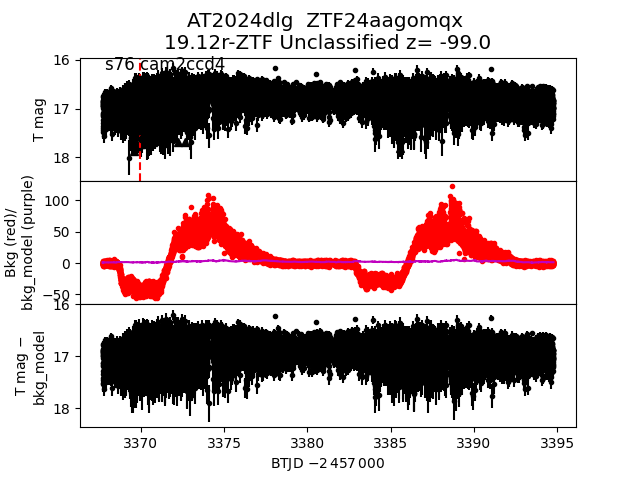 AT2024dlg  ZTF24aagomqx
19.12r-ZTF Unclassified z= -99.0
s76 cam2ccd4
16
17
18
T mag
100
50
0
−50
Bkg (red)/
bkg_model (purple)
16
17
18
T mag −
bkg_model
3370 3375 3380 3385 3390 3395
BTJD −2 457 000